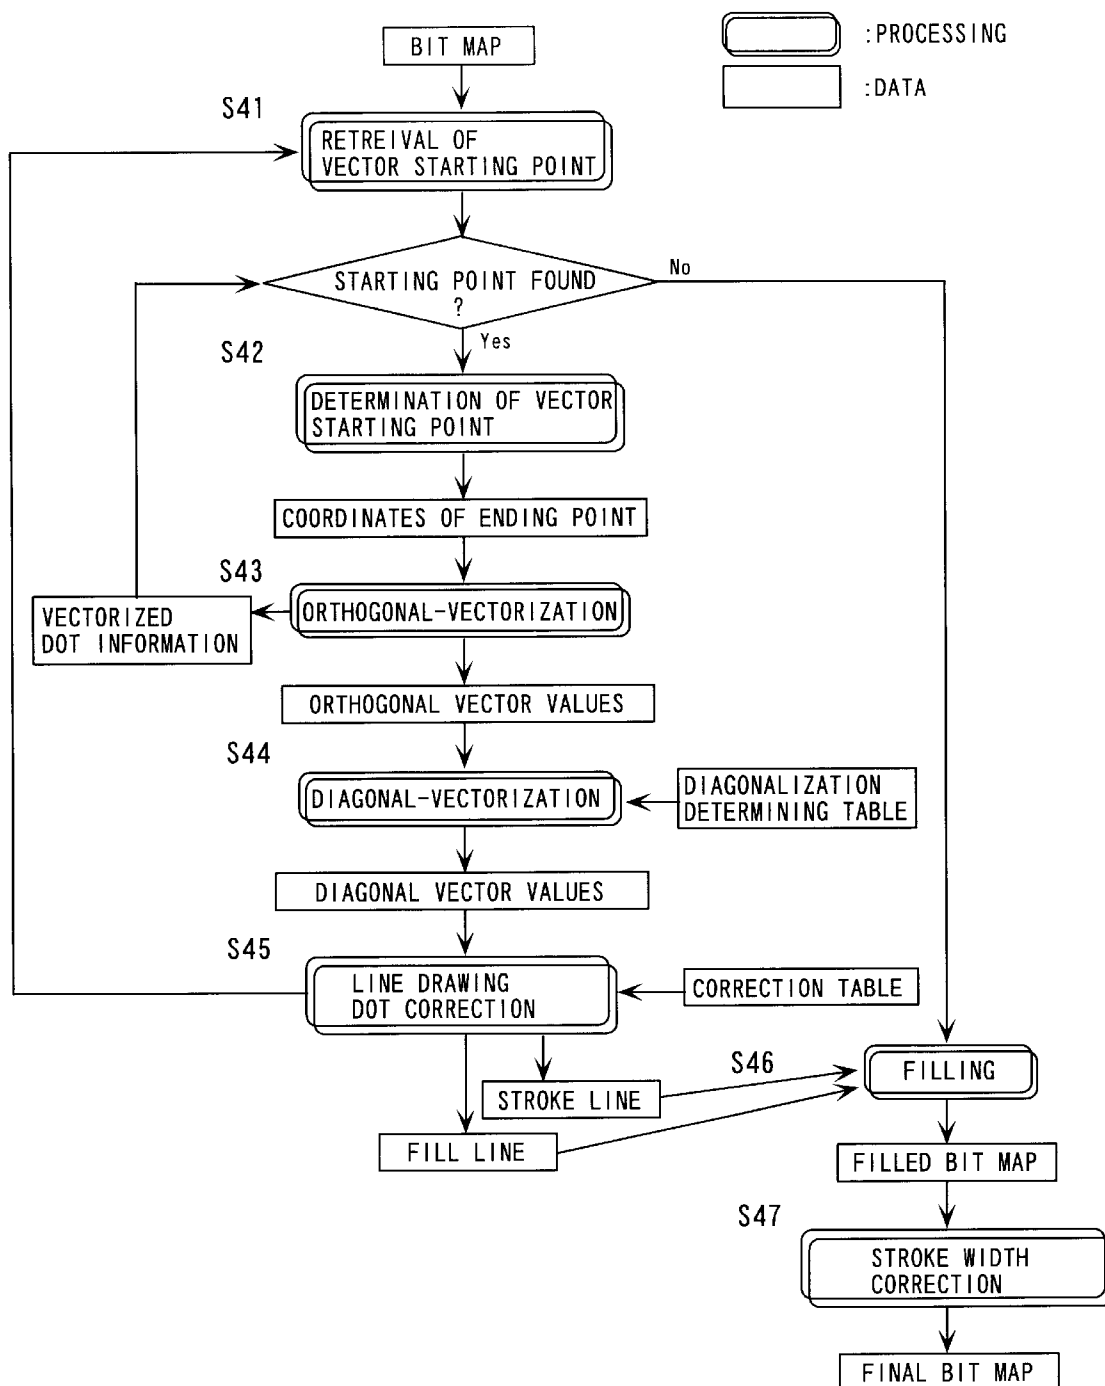 BIT MAP
:PROCESSING
:DATA
S41
RETREIVAL OF
VECTOR STARTING POINT
STARTING POINT FOUND
?
No
Yes
S42
DETERMINATION OF VECTOR
STARTING POINT
COORDINATES OF ENDING POINT
S43
ORTHOGONAL-VECTORIZATION
VECTORIZED
DOT INFORMATION
ORTHOGONAL VECTOR VALUES
S44
DIAGONAL-VECTORIZATION
DIAGONALIZATION
DETERMINING TABLE
DIAGONAL VECTOR VALUES
S45
LINE DRAWING
DOT CORRECTION
CORRECTION TABLE
S46
FILLING
STROKE LINE
FILL LINE
FILLED BIT MAP
S47
STROKE WIDTH
CORRECTION
FINAL BIT MAP